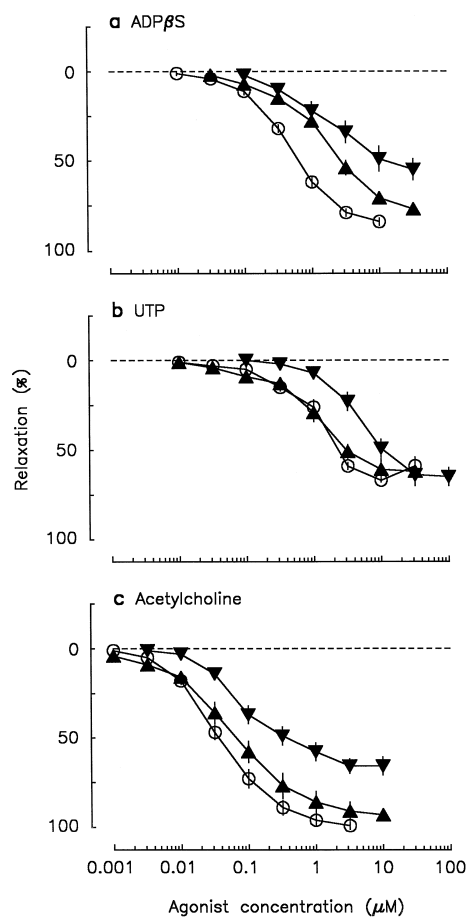 a ADPβS
0
50
100
b UTP
0
50
100
Relaxation (%)
c Acetylcholine
0
50
100
0.001 0.01 0.1 1 10 100
Agonist concentration (μM)